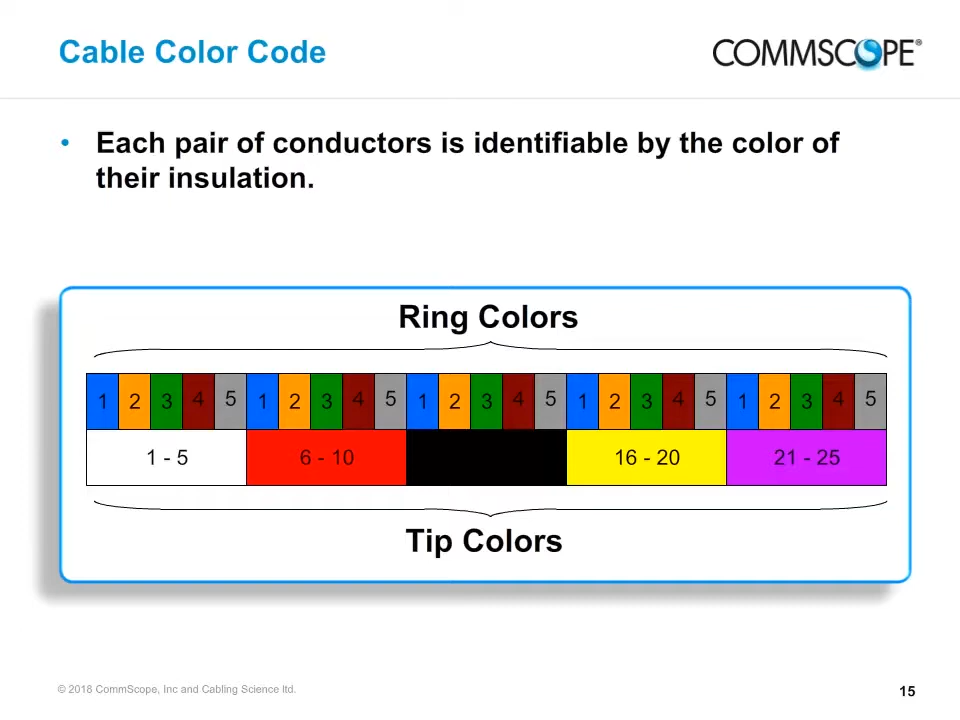 Cable Color Code
COMMSCOPE®
• Each pair of conductors is identifiable by the color of
their insulation.
Ring Colors
1 2 3 4 5 1 2 3 4 5 1 2 3 4 5 1 2 3 4 5 1 2 3 4 5
1 - 5 6 - 10 16 - 20 21 - 25
Tip Colors
© 2018 CommScope, Inc and Cabling Science ltd.
15